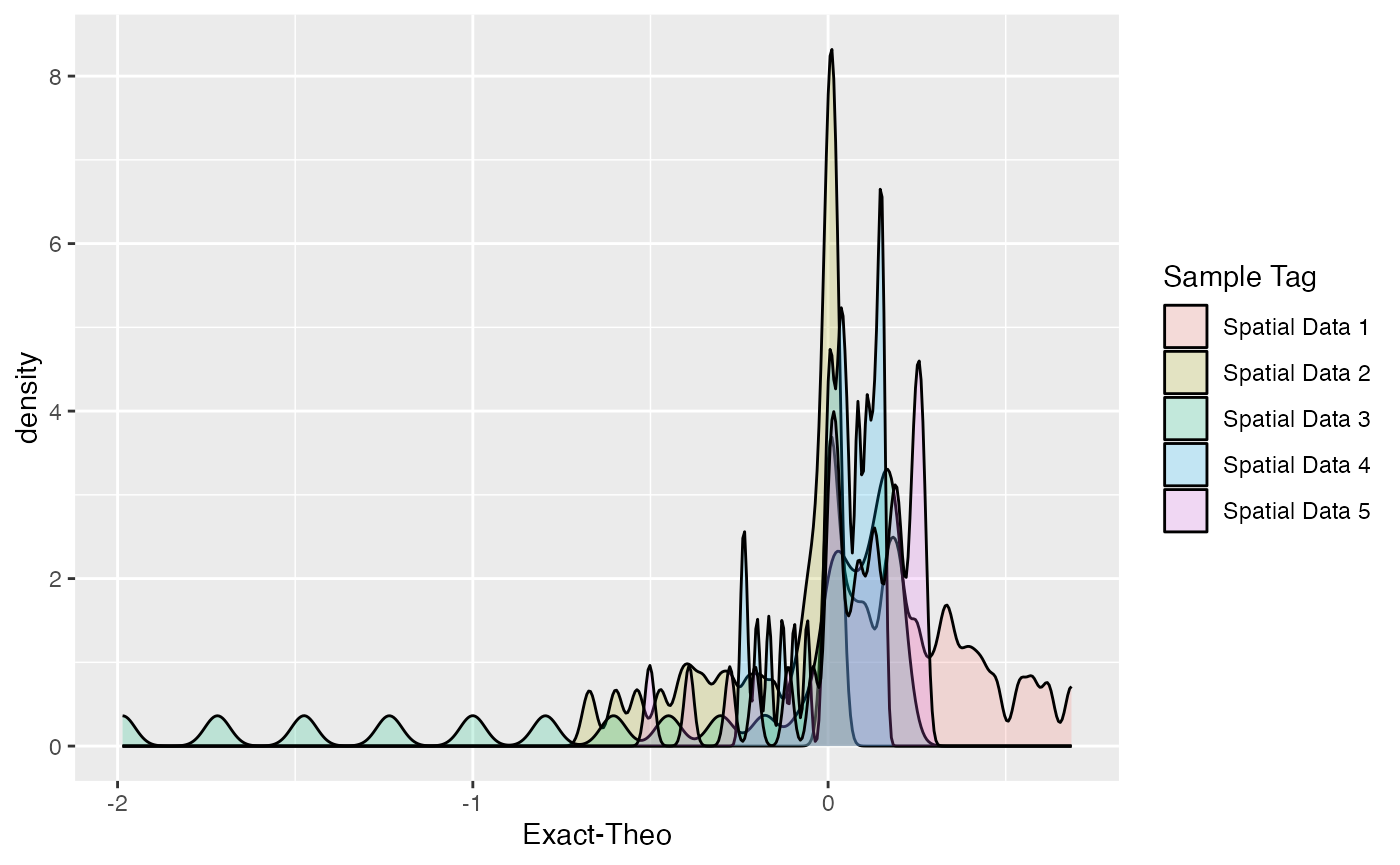 8
6
4
2
0
density
-2
-1
0
Exact-Theo
Sample Tag
Spatial Data 1
Spatial Data 2
Spatial Data 3
Spatial Data 4
Spatial Data 5